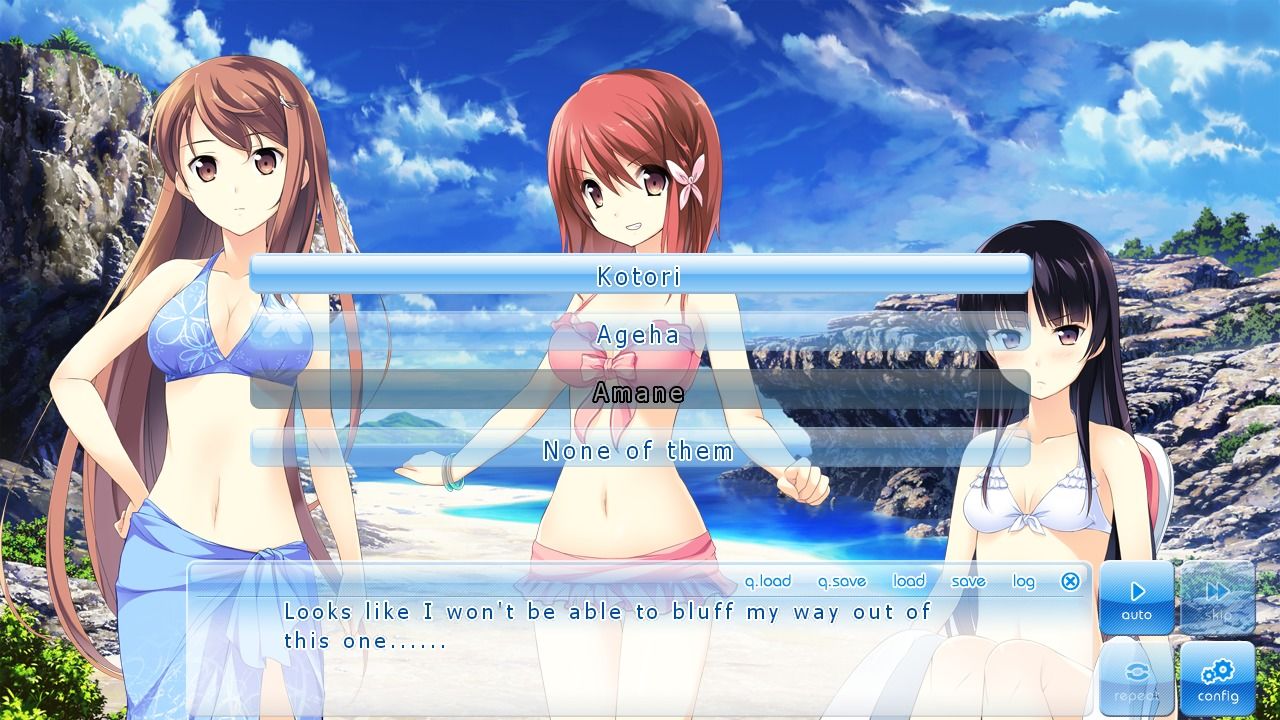 Kotori
Ageha
Amane
None of them
q.load q.save load save log
Looks like I won't be able to bluff my way out of
this one......
auto
skip
repeat
config